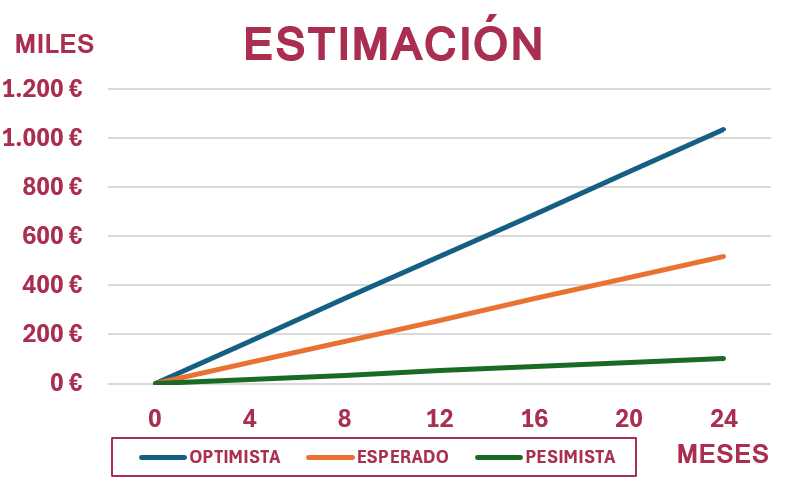 ESTIMACIÓN
MILES
1.200 €
1.000 €
800 €
600 €
400 €
200 €
0 €
0 4 8 12 16 20 24
MESES
OPTIMISTA ESPERADO PESIMISTA